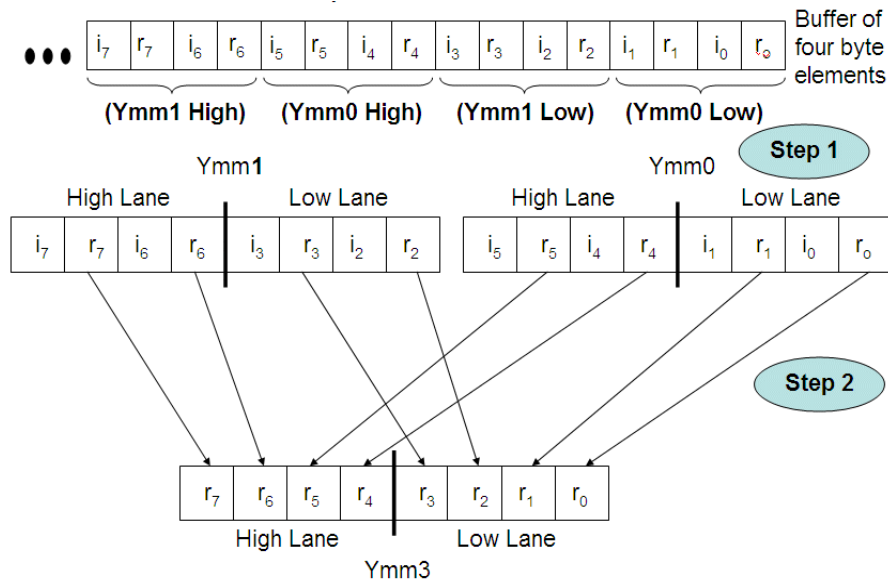 i₇ r₇ i₆ r₆ i₅ r₅ i₄ r₄ i₃ r₃ i₂ r₂ i₁ r₁ i₀ rₒ
Buffer of
four byte
elements
(Ymm1 High) (Ymm0 High) (Ymm1 Low) (Ymm0 Low)
Step 1
Ymm1 Ymm0
High Lane Low Lane High Lane Low Lane
i₇ r₇ i₆ r₆ i₃ r₃ i₂ r₂ i₅ r₅ i₄ r₄ i₁ r₁ i₀ rₒ
Step 2
r₇ r₆ r₅ r₄ r₃ r₂ r₁ r₀
High Lane Low Lane
Ymm3